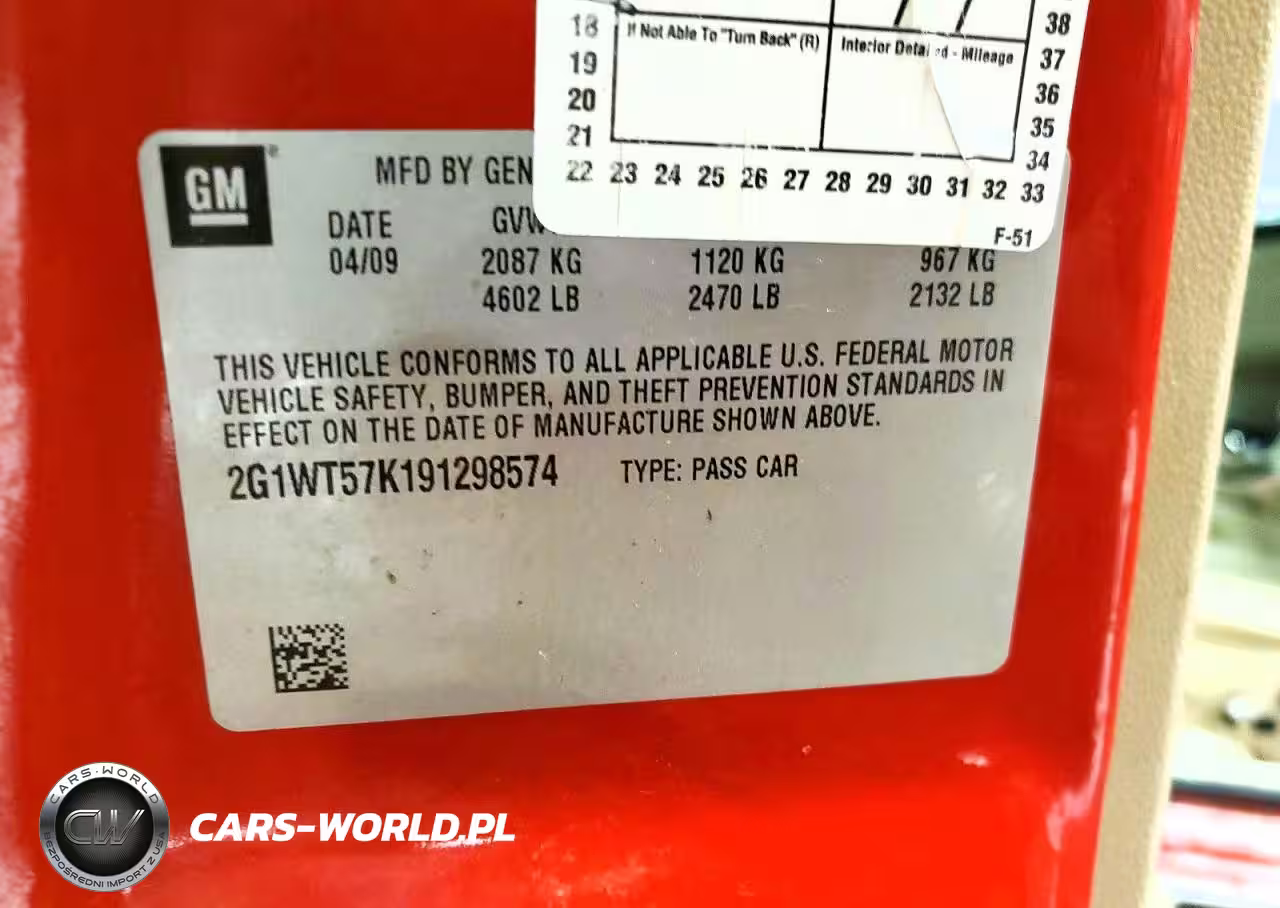 18 If Not Able To "Turn Back" (R) Interior Detailed - Mileage 38
19 37
20 36
21 35
22 23 24 25 26 27 28 29 30 31 32 33 34
F-51
GM
MFD BY GEN
DATE GVW
04/09 2087 KG 1120 KG 967 KG
4602 LB 2470 LB 2132 LB
THIS VEHICLE CONFORMS TO ALL APPLICABLE U.S. FEDERAL MOTOR
VEHICLE SAFETY, BUMPER, AND THEFT PREVENTION STANDARDS IN
EFFECT ON THE DATE OF MANUFACTURE SHOWN ABOVE.
2G1WT57K191298574 TYPE: PASS CAR
CARS-WORLD
CW
BEZPOŚREDNI IMPORT Z USA
CARS-WORLD.PL